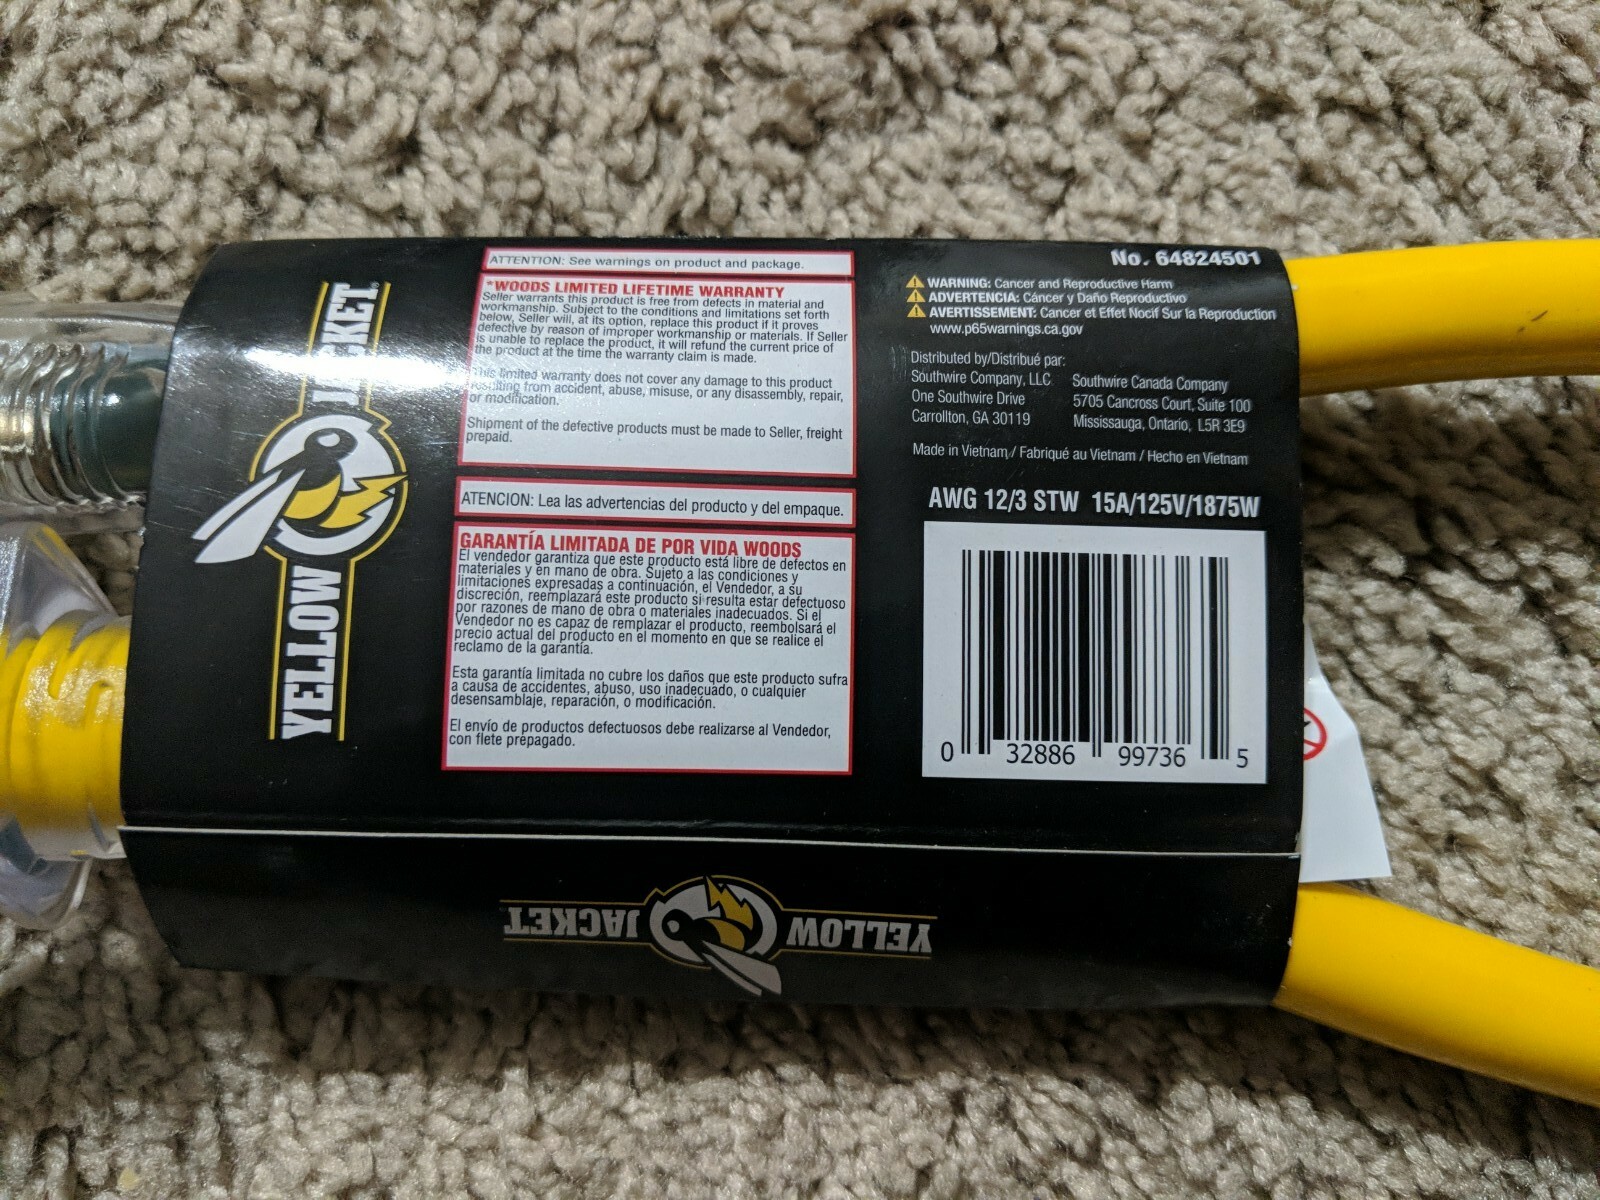 YELLOW JACKET
ATTENTION: See warnings on product and package.
*WOODS LIMITED LIFETIME WARRANTY
Seller warrants this product is free from defects in material and
workmanship. Subject to the conditions and limitations set forth
below, Seller will, at its option, replace this product if it proves
defective by reason of improper workmanship or materials. If Seller
is unable to replace the product, it will refund the current price of
the product at the time the warranty claim is made.
This limited warranty does not cover any damage to this product
resulting from accident, abuse, misuse, or any disassembly, repair,
or modification.
Shipment of the defective products must be made to Seller, freight
prepaid.
ATENCION: Lea las advertencias del producto y del empaque.
GARANTÍA LIMITADA DE POR VIDA WOODS
El vendedor garantiza que este producto está libre de defectos en
materiales y en mano de obra. Sujeto a las condiciones y
limitaciones expresadas a continuación, el Vendedor, a su
discreción, reemplazará este producto si resulta estar defectuoso
por razones de mano de obra o materiales inadecuados. Si el
Vendedor no es capaz de remplazar el producto, reembolsará el
precio actual del producto en el momento en que se realice el
reclamo de la garantía.
Esta garantía limitada no cubre los daños que este producto sufra
a causa de accidentes, abuso, uso inadecuado, o cualquier
desensamblaje, reparación, o modificación.
El envío de productos defectuosos debe realizarse al Vendedor,
con flete prepagado.
No. 64824501
WARNING: Cancer and Reproductive Harm
ADVERTENCIA: Cáncer y Daño Reproductivo
AVERTISSEMENT: Cancer et Effet Nocif Sur la Reproduction
www.p65warnings.ca.gov
Distributed by/Distribué par:
Southwire Company, LLC
One Southwire Drive
Carrollton, GA 30119
Southwire Canada Company
5705 Cancross Court, Suite 100
Mississauga, Ontario, L5R 3E9
Made in Vietnam / Fabriqué au Vietnam / Hecho en Vietnam
AWG 12/3 STW 15A/125V/1875W
0 32886 99736 5
YELLOW JACKET